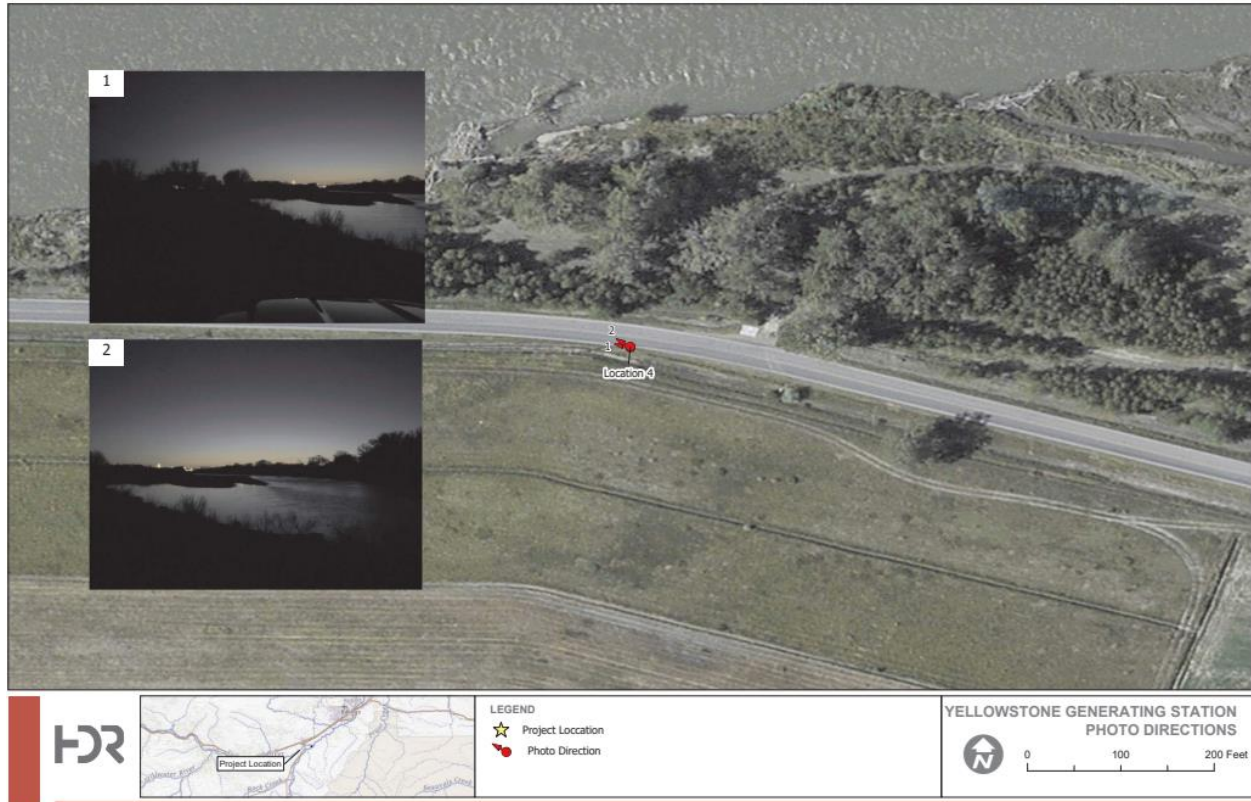 1
2
2
1
Location 4
HDR
Project Location
LEGEND
Project Loccation
Photo Direction
YELLOWSTONE GENERATING STATION
PHOTO DIRECTIONS
N
0 100 200 Feet